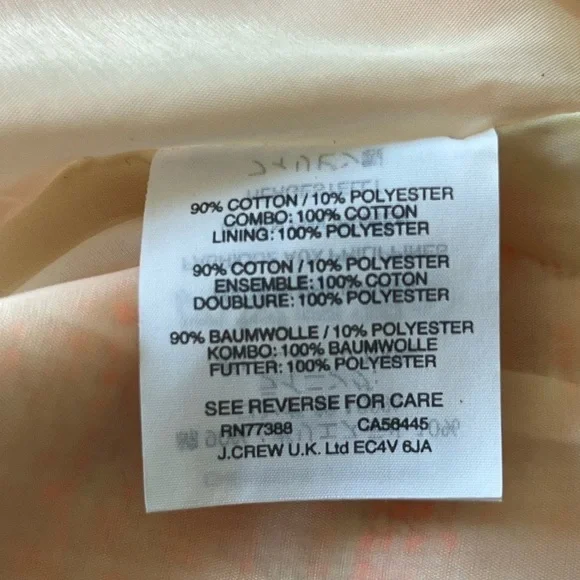 90% COTTON / 10% POLYESTER
COMBO: 100% COTTON
LINING: 100% POLYESTER
90% COTON / 10% POLYESTER
ENSEMBLE: 100% COTON
DOUBLURE: 100% POLYESTER
90% BAUMWOLLE / 10% POLYESTER
KOMBO: 100% BAUMWOLLE
FUTTER: 100% POLYESTER
SEE REVERSE FOR CARE
RN77388 CA56445
J.CREW U.K. Ltd EC4V 6JA